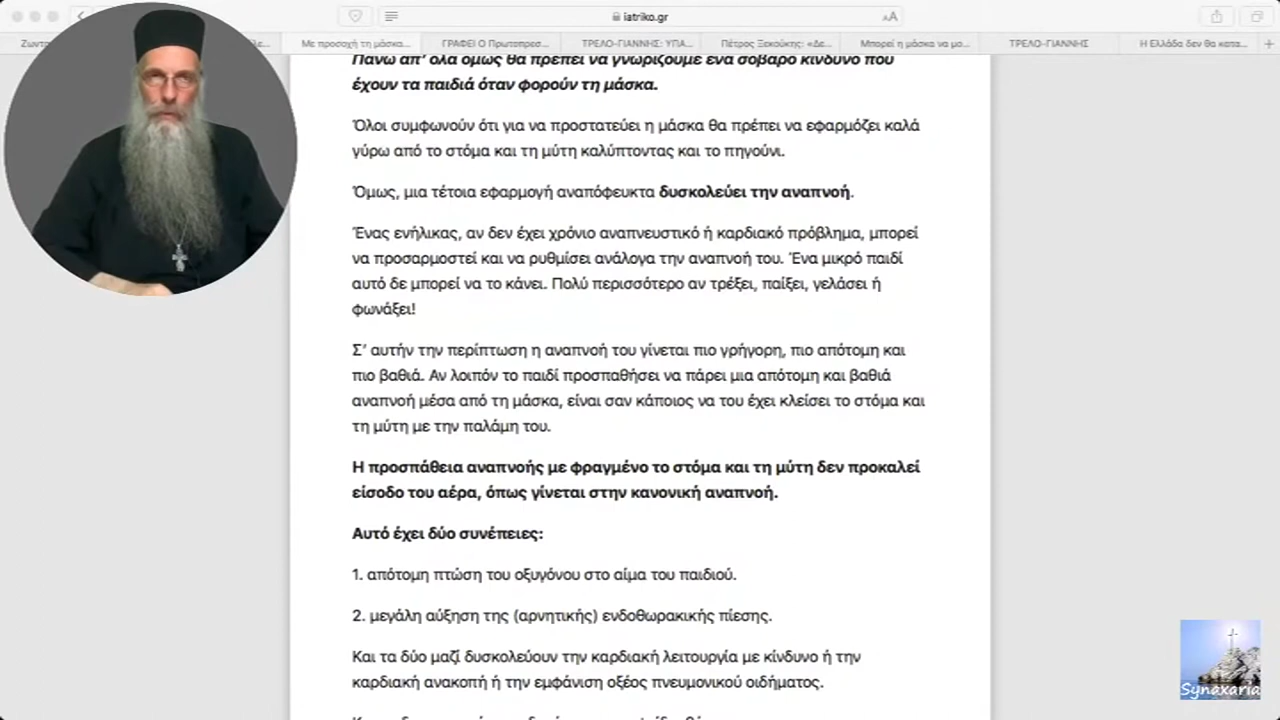 iatriko.gr
AA
Ζωντα
λε...
Με προσοχή τη μάσκα...
ΓΡΑΦΕΙ Ο Πρωτοπρεσ...
ΤΡΕΛΟ-ΓΙΑΝΝΗΣ: ΥΠΑ...
Πέτρος Ξεκούκης: «Δε...
Μπορεί η μάσκα να μο...
ΤΡΕΛΟ-ΓΙΑΝΝΗΣ
Η Ελλάδα δεν θα κατα...
Πάνω απ' όλα όμως θα πρέπει να γνωρίζουμε ένα σοβαρό κίνδυνο που
έχουν τα παιδιά όταν φορούν τη μάσκα.
Όλοι συμφωνούν ότι για να προστατεύει η μάσκα θα πρέπει να εφαρμόζει καλά
γύρω από το στόμα και τη μύτη καλύπτοντας και το πηγούνι.
Όμως, μια τέτοια εφαρμογή αναπόφευκτα δυσκολεύει την αναπνοή.
Ένας ενήλικας, αν δεν έχει χρόνιο αναπνευστικό ή καρδιακό πρόβλημα, μπορεί
να προσαρμοστεί και να ρυθμίσει ανάλογα την αναπνοή του. Ένα μικρό παιδί
αυτό δε μπορεί να το κάνει. Πολύ περισσότερο αν τρέξει, παίξει, γελάσει ή
φωνάξει!
Σ' αυτήν την περίπτωση η αναπνοή του γίνεται πιο γρήγορη, πιο απότομη και
πιο βαθιά. Αν λοιπόν το παιδί προσπαθήσει να πάρει μια απότομη και βαθιά
αναπνοή μέσα από τη μάσκα, είναι σαν κάποιος να του έχει κλείσει το στόμα και
τη μύτη με την παλάμη του.
Η προσπάθεια αναπνοής με φραγμένο το στόμα και τη μύτη δεν προκαλεί
είσοδο του αέρα, όπως γίνεται στην κανονική αναπνοή.
Αυτό έχει δύο συνέπειες:
1. απότομη πτώση του οξυγόνου στο αίμα του παιδιού.
2. μεγάλη αύξηση της (αρνητικής) ενδοθωρακικής πίεσης.
Και τα δύο μαζί δυσκολεύουν την καρδιακή λειτουργία με κίνδυνο ή την
καρδιακή ανακοπή ή την εμφάνιση οξέος πνευμονικού οιδήματος.
Synaxaria